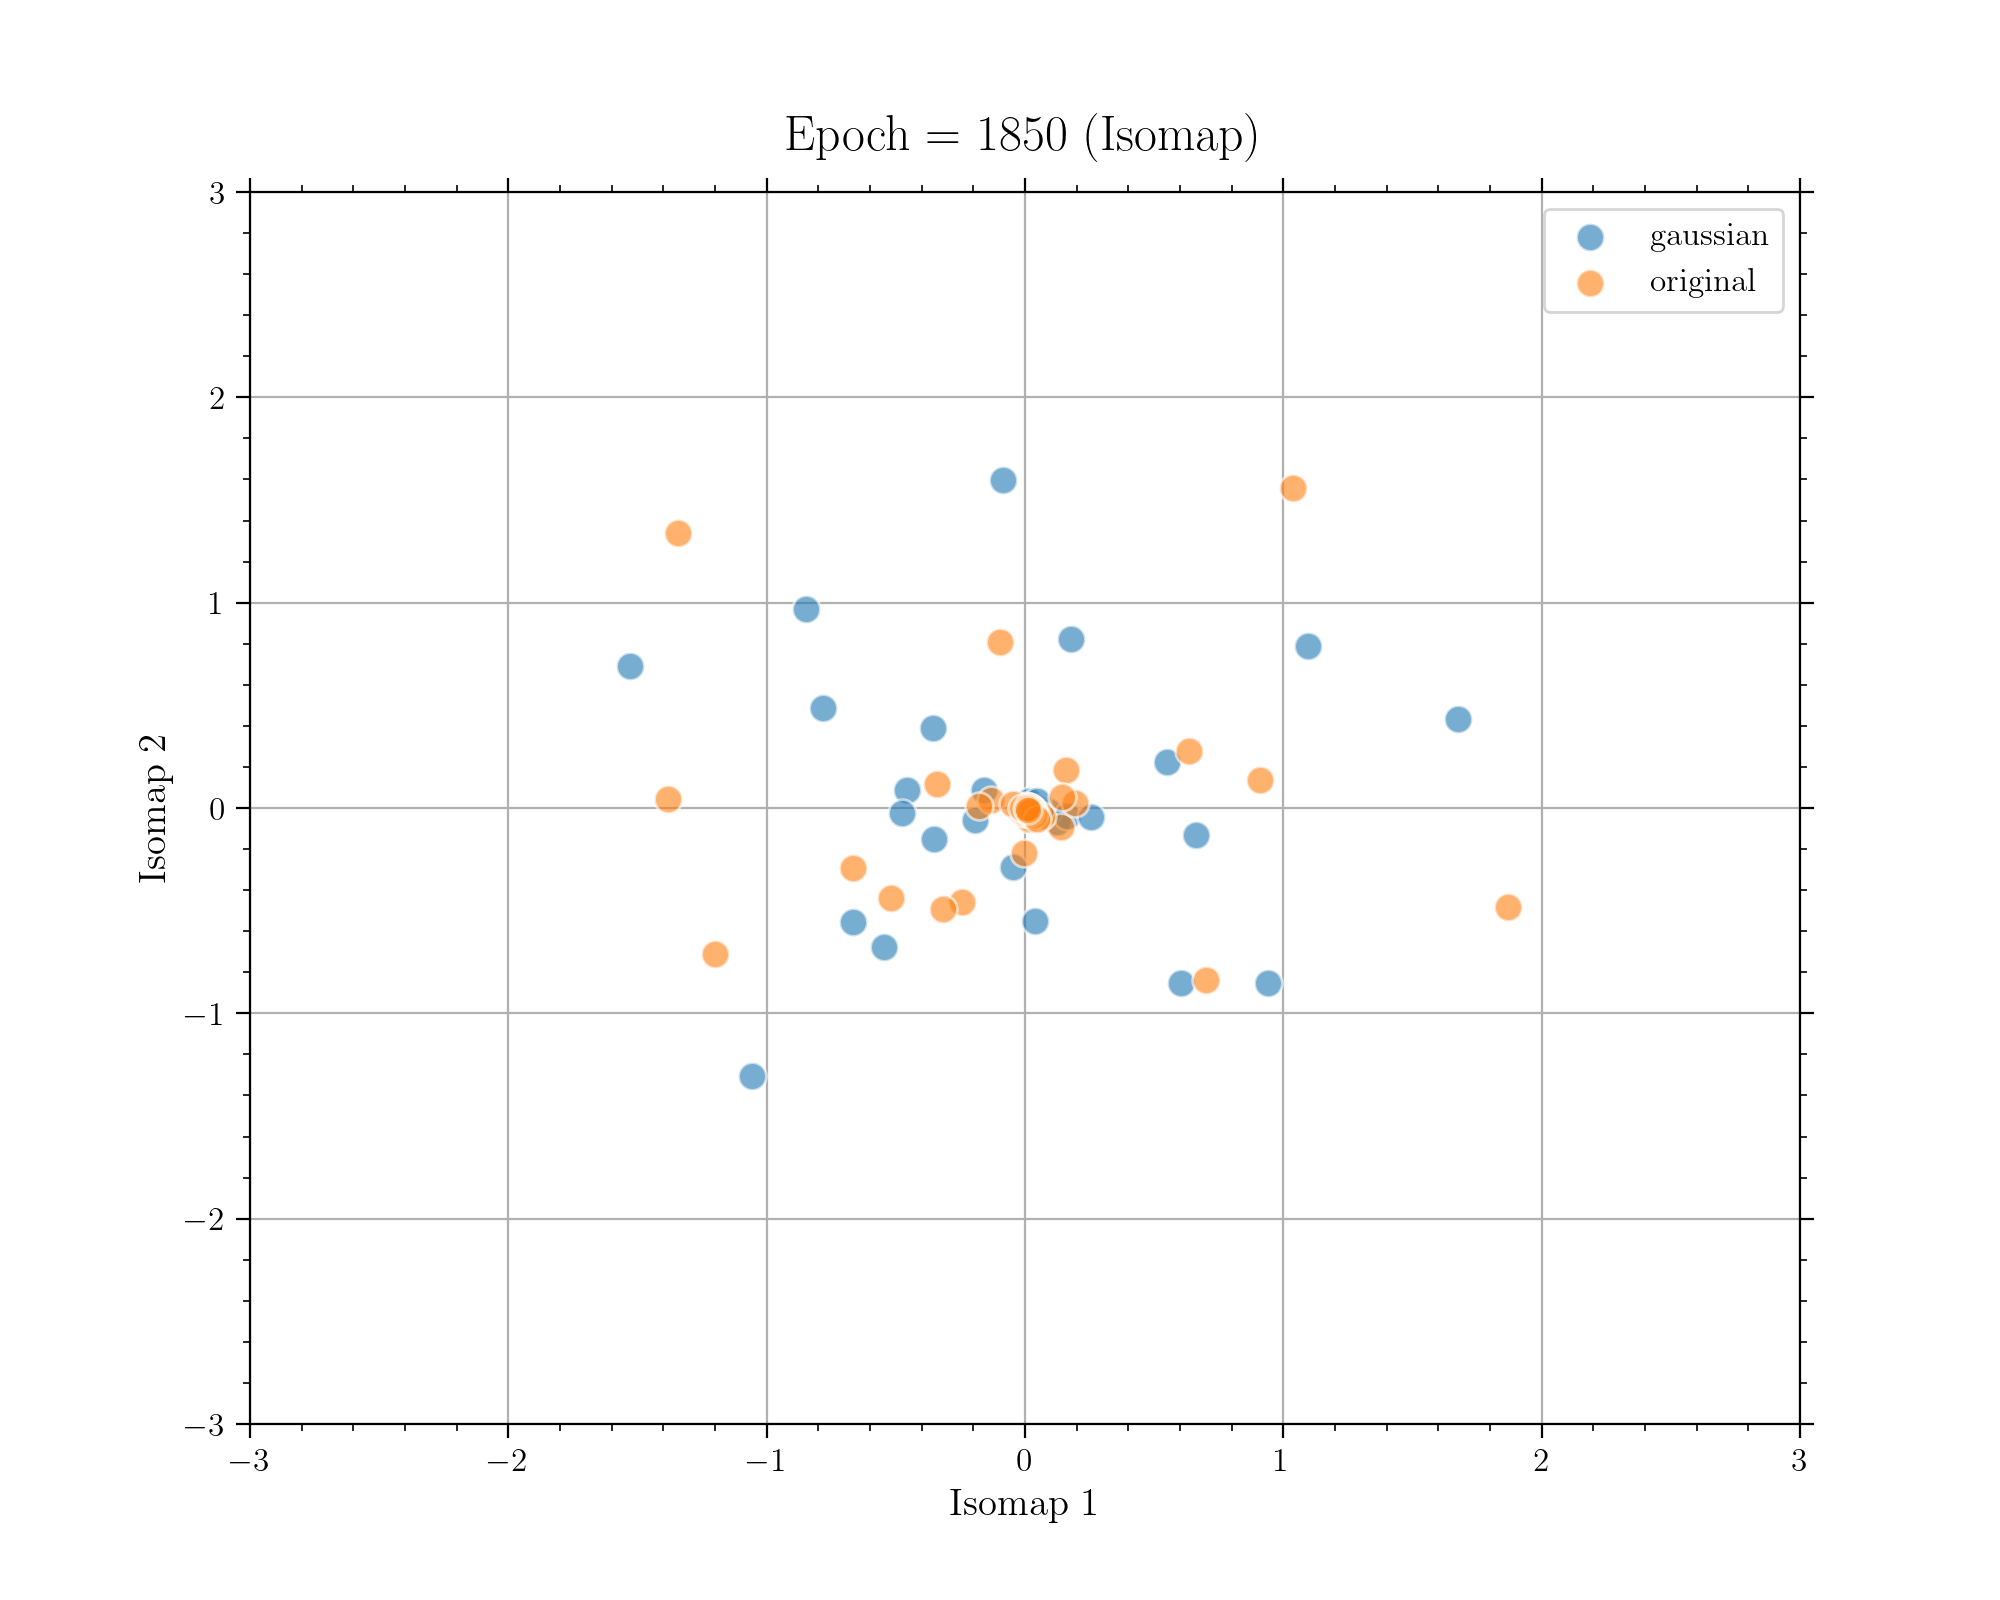 Epoch = 1850 (Isomap)
gaussian
original
3
2
1
0
−1
−2
−3
Isomap 2
−3
−2
−1
0
1
2
3
Isomap 1